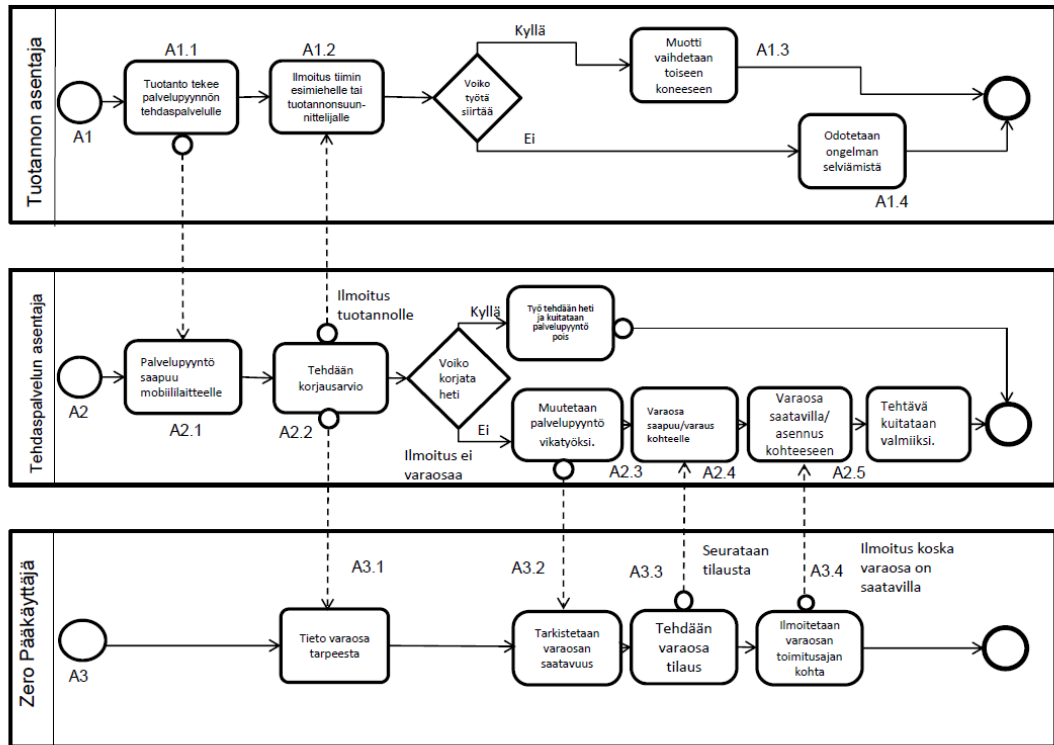 Tuotannon asentaja
A1
A1.1
Tuotanto tekee
palvelupyynnön
tehdaspalvelulle
A1.2
Ilmoitus tiimin
esimiehelle tai
tuotannonsuun-
nittelijalle
Voiko
työtä
siirtää
Kyllä
Muotti
vaihdetaan
toiseen
koneeseen
A1.3
Ei
Odotetaan
ongelman
selviämistä
A1.4
Tehdaspalvelun asentaja
A2
Palvelupyyntö
saapuu
mobiililaitteelle
A2.1
Ilmoitus
tuotannolle
Tehdään
korjausarvio
A2.2
Voiko
korjata
heti
Kyllä
Työ tehdään heti
ja kuitataan
palvelupyyntö
pois
Ei
Ilmoitus ei
varaosaa
Muutetaan
palvelupyyntö
vikatyöksi.
A2.3
Varaosa
saapuu/varaus
kohteelle
A2.4
Varaosa
saatavilla/
asennus
kohteeseen
A2.5
Tehtävä
kuitataan
valmiiksi.
Zero Pääkäyttäjä
A3
A3.1
Tieto varaosa
tarpeesta
A3.2
Tarkistetaan
varaosan
saatavuus
A3.3
Seurataan
tilausta
Tehdään
varaosa
tilaus
A3.4
Ilmoitus koska
varaosa on
saatavilla
Ilmoitetaan
varaosan
toimitusajan
kohta